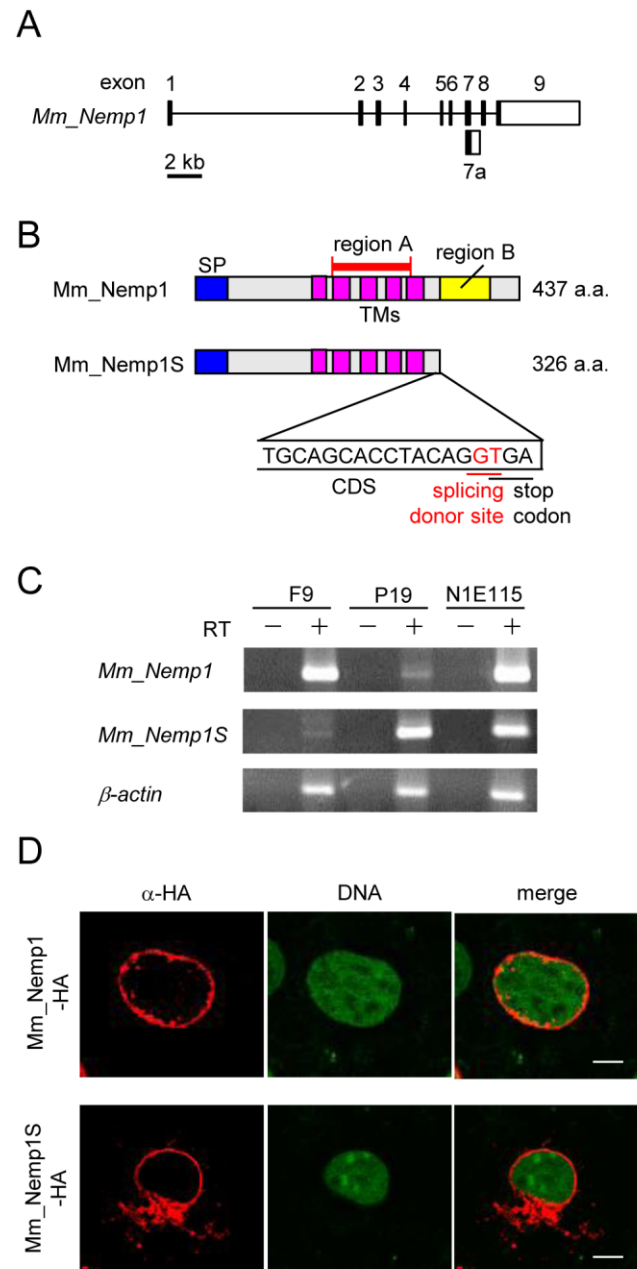 A
exon 1 2 3 4 5 6 7 8 9
Mm_Nemp1
2 kb
7a
B
region A
region B
SP
Mm_Nemp1
437 a.a.
TMs
Mm_Nemp1S
326 a.a.
TGCAGCACCTACAGGTGA
CDS
splicing
donor site
stop
codon
C
F9 P19 N1E115
RT − + − + − +
Mm_Nemp1
Mm_Nemp1S
β-actin
D
α-HA DNA merge
Mm_Nemp1
-HA
Mm_Nemp1S
-HA